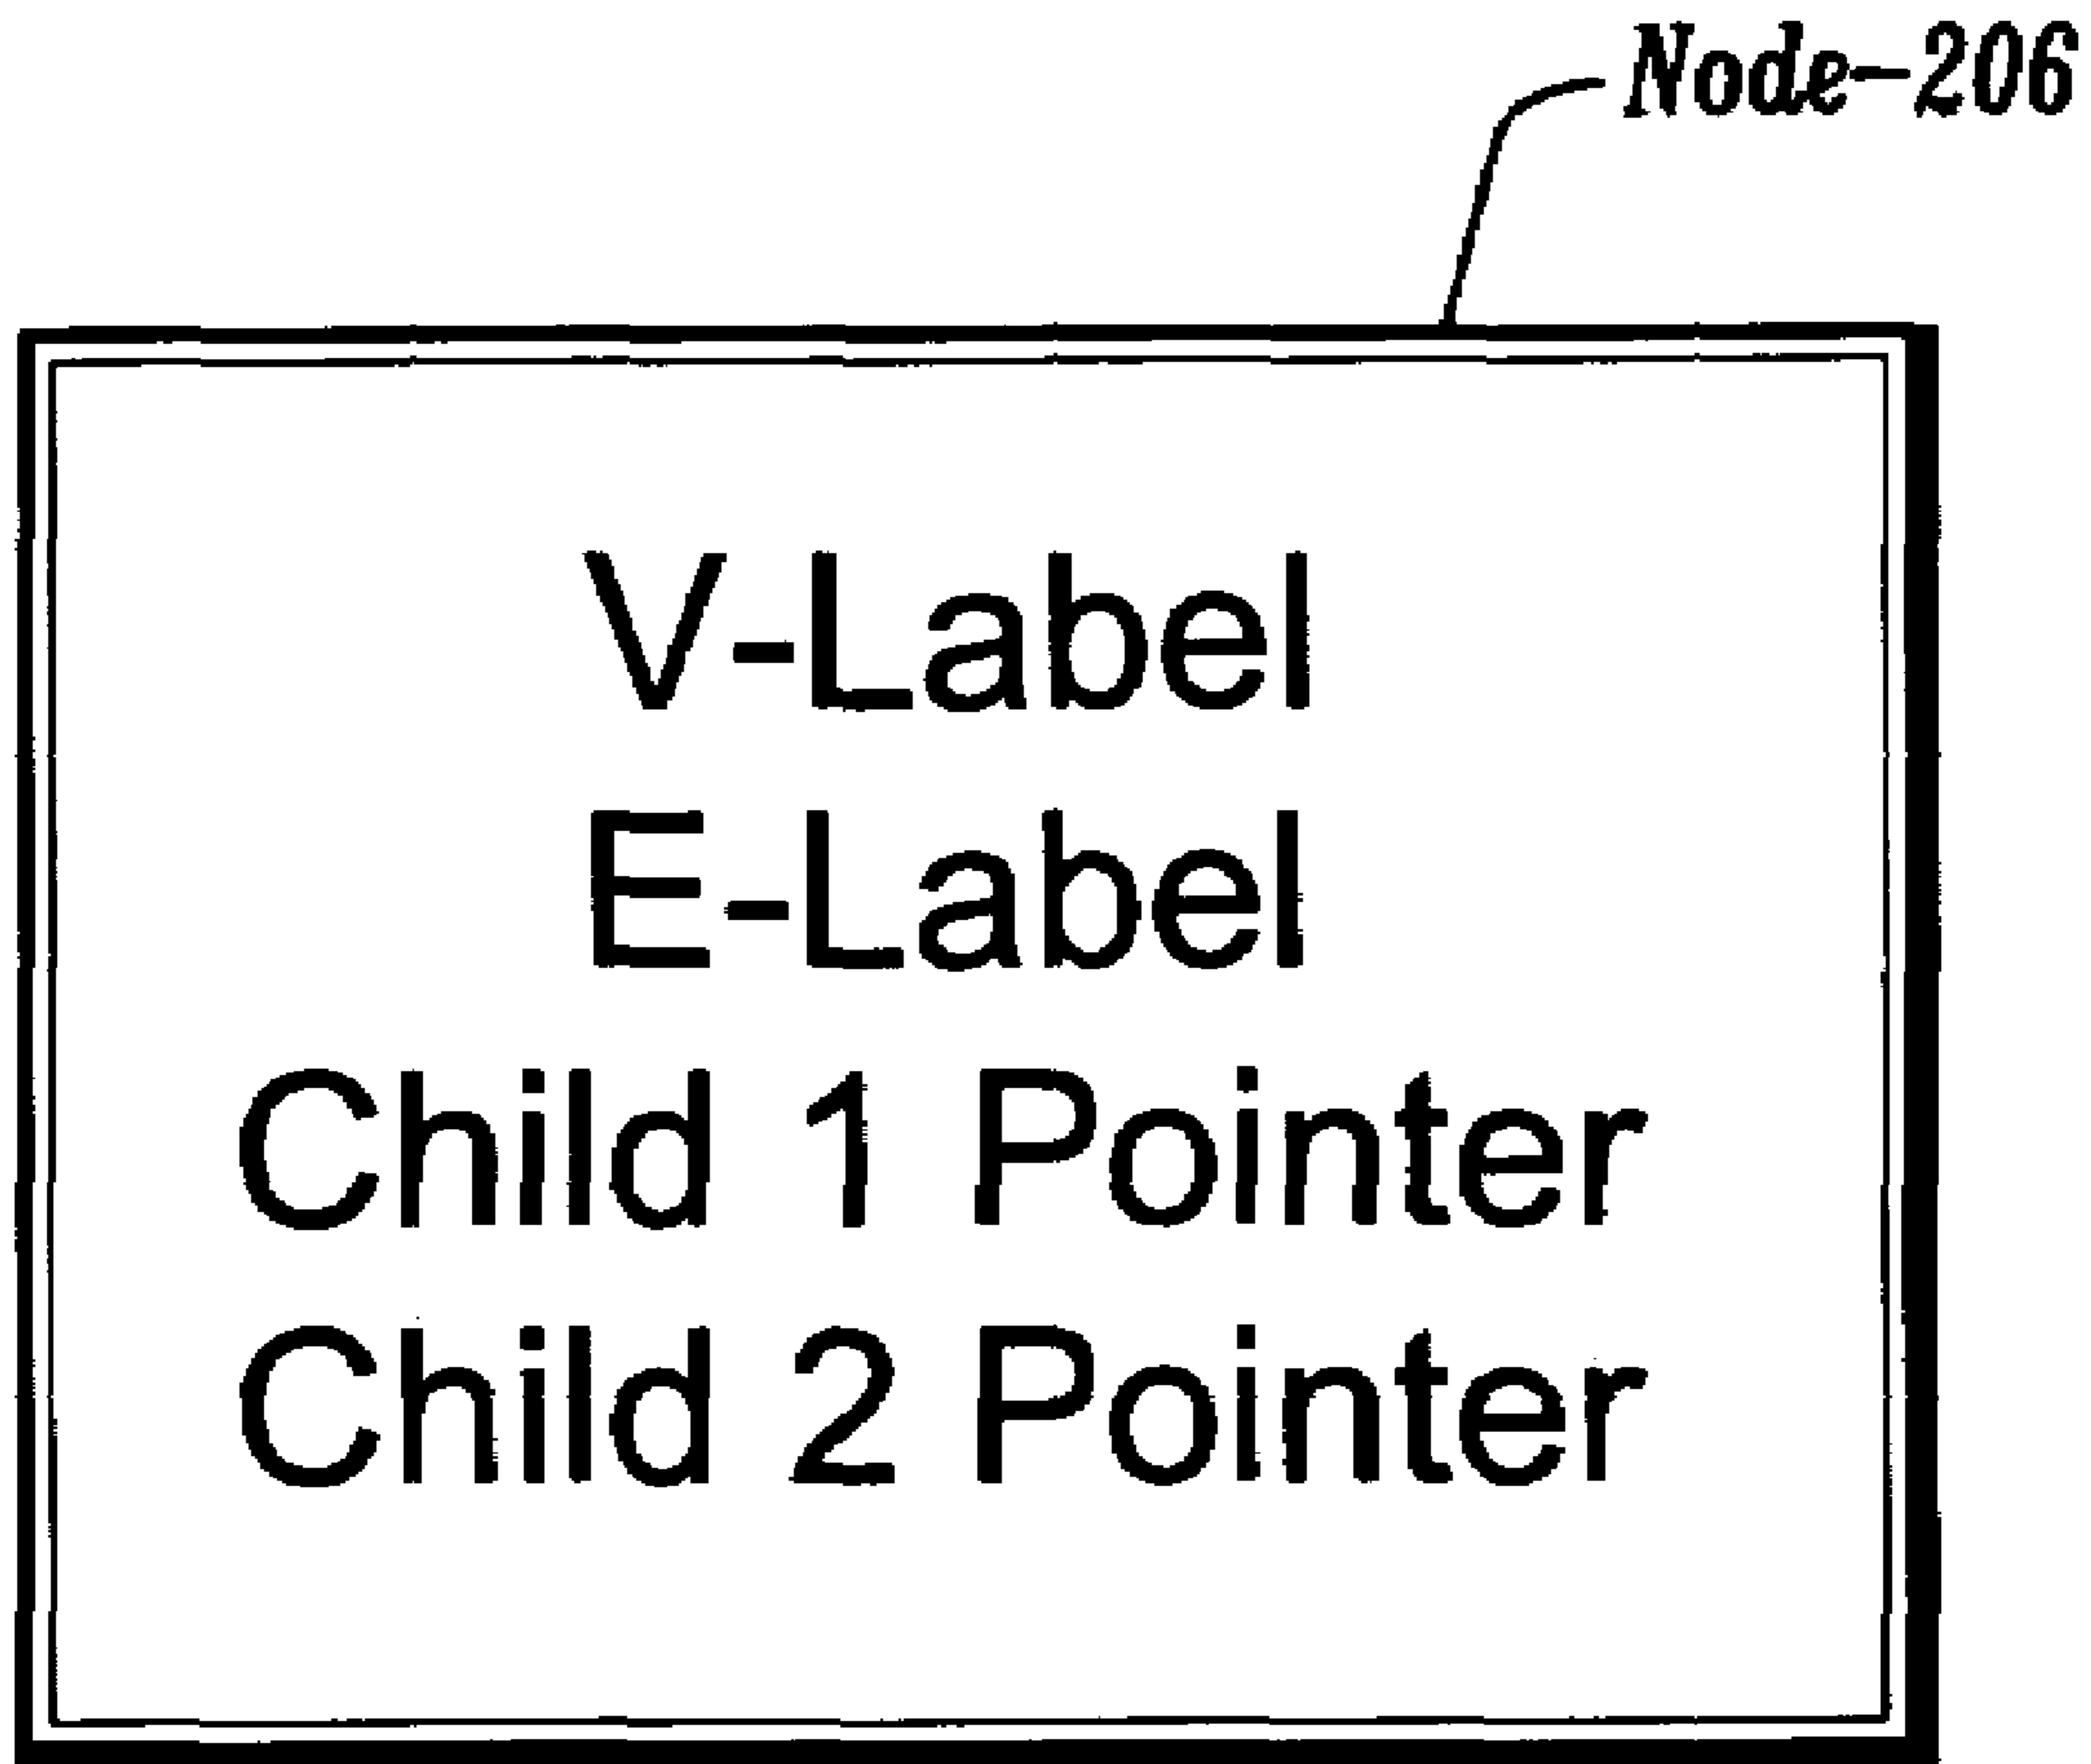 Node-206
V-Label
E-Label
Child 1 Pointer
Child 2 Pointer